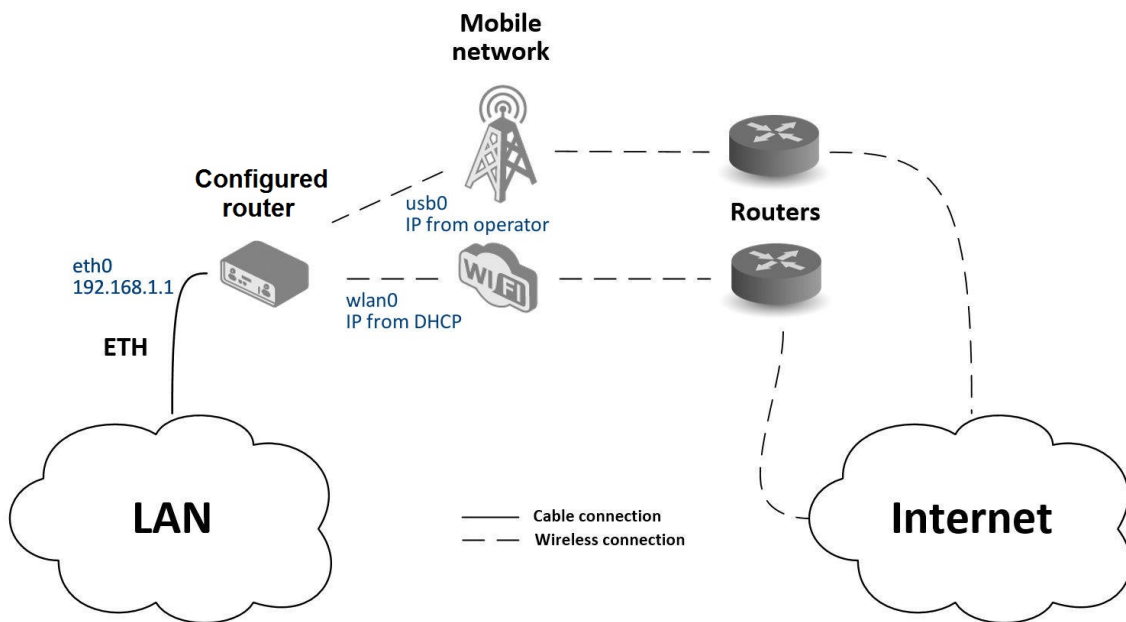 Mobile
network
Configured
router
usb0
IP from operator
Routers
eth0
192.168.1.1
WI FI
wlan0
IP from DHCP
ETH
LAN
Internet
Cable connection
Wireless connection